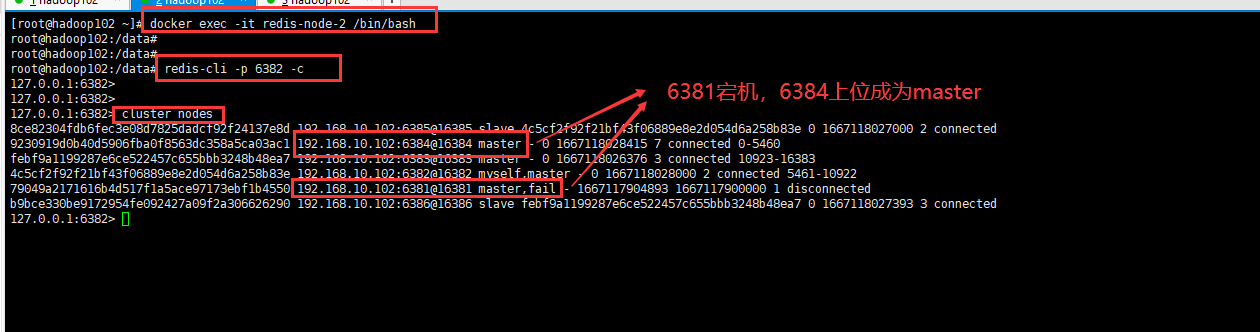 1 hadoop102 2 hadoop102 3 hadoop102
[root@hadoop102 ~]# docker exec -it redis-node-2 /bin/bash
root@hadoop102:/data#
root@hadoop102:/data#
root@hadoop102:/data# redis-cli -p 6382 -c
127.0.0.1:6382>
127.0.0.1:6382>
127.0.0.1:6382> cluster nodes
6381宕机，6384上位成为master
8ce82304fdb6fec3e08d7825dadcf92f24137e8d 192.168.10.102:6385@16385 slave 4c5cf2f92f21bf43f06889e8e2d054d6a258b83e 0 1667118027000 2 connected
9230919d0b40d5906fba0f8563dc358a5ca03ac1 192.168.10.102:6384@16384 master - 0 1667118028415 7 connected 0-5460
febf9a1199287e6ce522457c655bbb3248b48ea7 192.168.10.102:6383@16383 master - 0 1667118026376 3 connected 10923-16383
4c5cf2f92f21bf43f06889e8e2d054d6a258b83e 192.168.10.102:6382@16382 myself,master - 0 1667118028000 2 connected 5461-10922
79049a2171616b4d517f1a5ace97173ebf1b4550 192.168.10.102:6381@16381 master,fail - 1667117904893 1667117900000 1 disconnected
b9bce330be9172954fe092427a09f2a306626290 192.168.10.102:6386@16386 slave febf9a1199287e6ce522457c655bbb3248b48ea7 0 1667118027393 3 connected
127.0.0.1:6382>